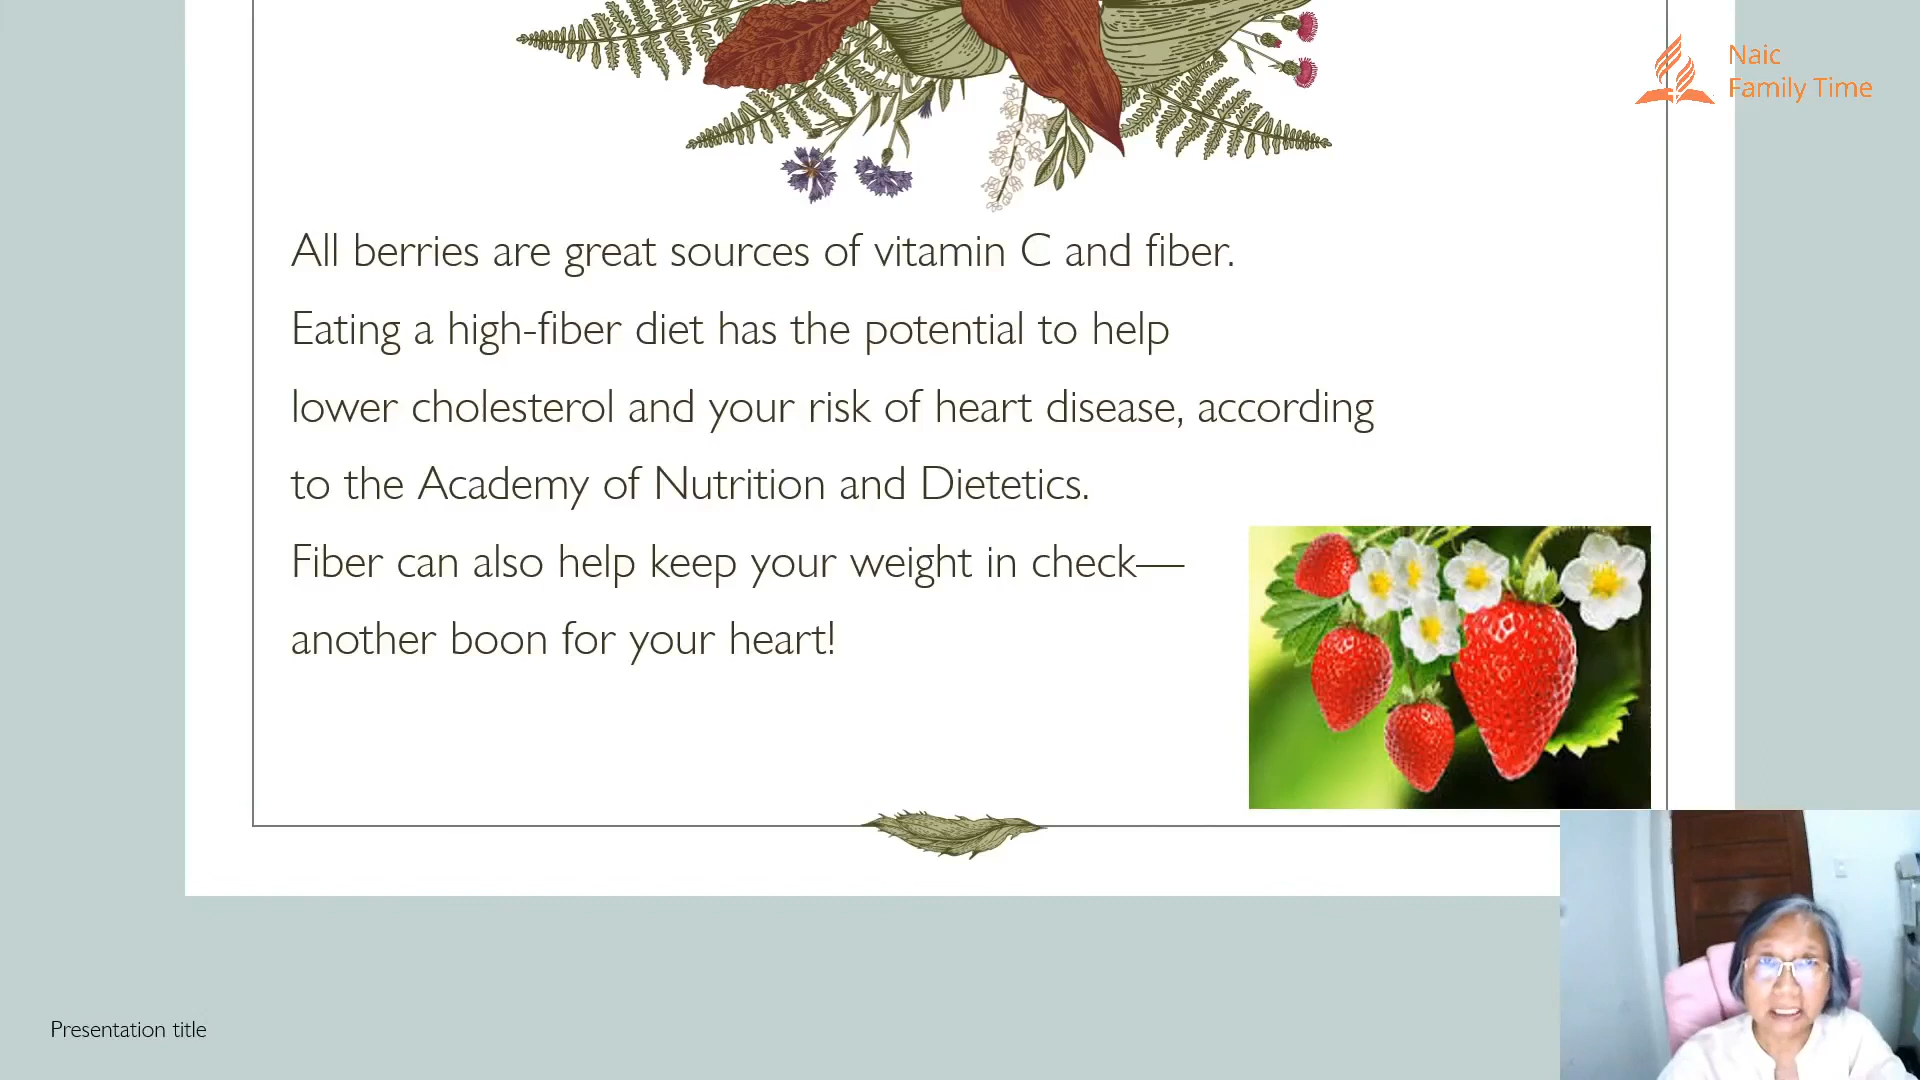 Naic
Family Time
All berries are great sources of vitamin C and fiber.
Eating a high-fiber diet has the potential to help
lower cholesterol and your risk of heart disease, according
to the Academy of Nutrition and Dietetics.
Fiber can also help keep your weight in check—
another boon for your heart!
Presentation title